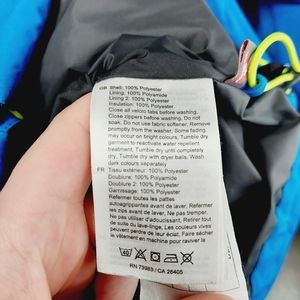 GB Shell: 100% Polyester
Lining: 100% Polyamide
Lining 2: 100% Polyester
Insulation: 100% Polyester
Close all velcro tabs before washing.
Close zippers before washing. Do not
soak. Do not use fabric softener. Remove
promptly from the washer. Some fading
may occur on bright colours. Tumble dry
garment to reactivate water repellent
treatment. Tumble dry until completely
dry. Tumble dry with dryer balls. Wash
dark colours separately
FR Tissu extérieur: 100% Polyester
Doublure: 100% Polyamide
Doublure 2: 100% Polyester
Garnissage: 100% Polyester
Refermer toutes les pattes
autoagrippantes avant de laver. Refermer
les zips avant de laver. Ne pas tremper.
Ne pas utiliser d'adoucissant. Retirer de
suite du lave-linge. Les couleurs vives
peuvent perdre de leur éclat. Faire sécher
le vêtement en machine pour raviver le
40
RN 73983 / CA 26405